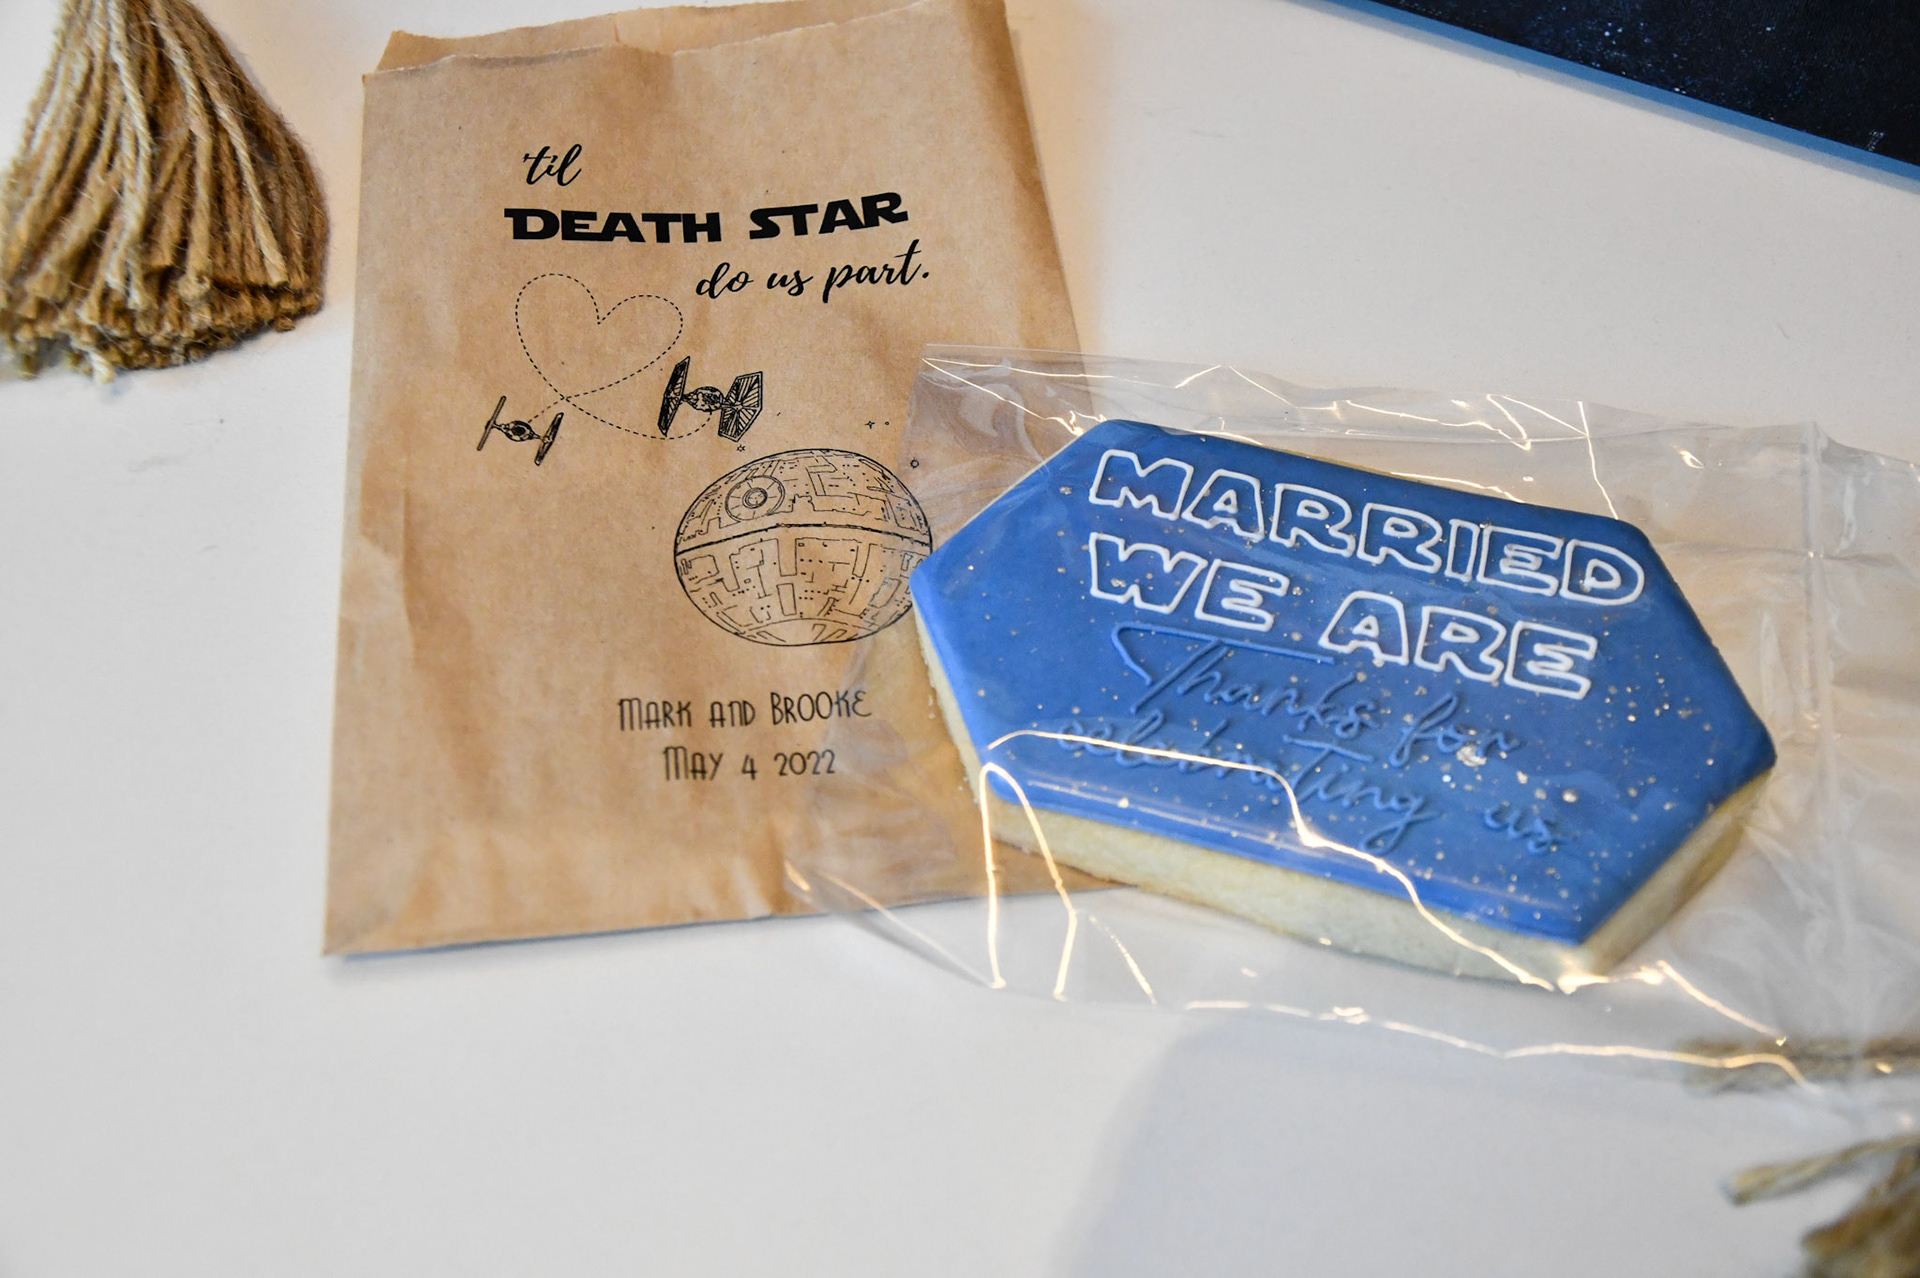 'til
DEATH STAR
do us part.
MARK AND BROOKE
MAY 4 2022
MARRIED
WE ARE
Thanks for
celebrating us